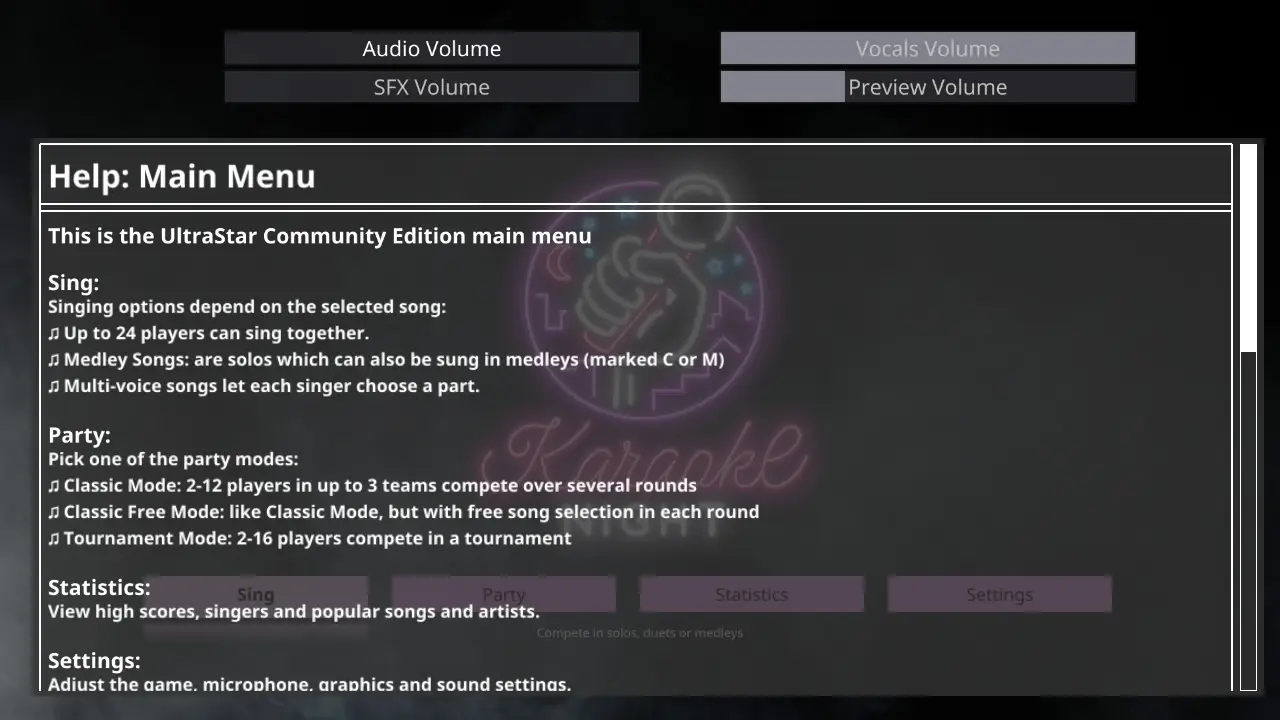 Audio Volume
Vocals Volume
SFX Volume
Preview Volume
Help: Main Menu
This is the UltraStar Community Edition main menu
Sing:
Singing options depend on the selected song:
♫ Up to 24 players can sing together.
♫ Medley Songs: are solos which can also be sung in medleys (marked C or M)
♫ Multi-voice songs let each singer choose a part.
Party:
Pick one of the party modes:
♫ Classic Mode: 2-12 players in up to 3 teams compete over several rounds
♫ Classic Free Mode: like Classic Mode, but with free song selection in each round
♫ Tournament Mode: 2-16 players compete in a tournament
Karaoke
NIGHT
Statistics:
View high scores, singers and popular songs and artists.
Sing
Party
Statistics
Settings
Compete in solos, duets or medleys
Settings:
Adjust the game, microphone, graphics and sound settings.